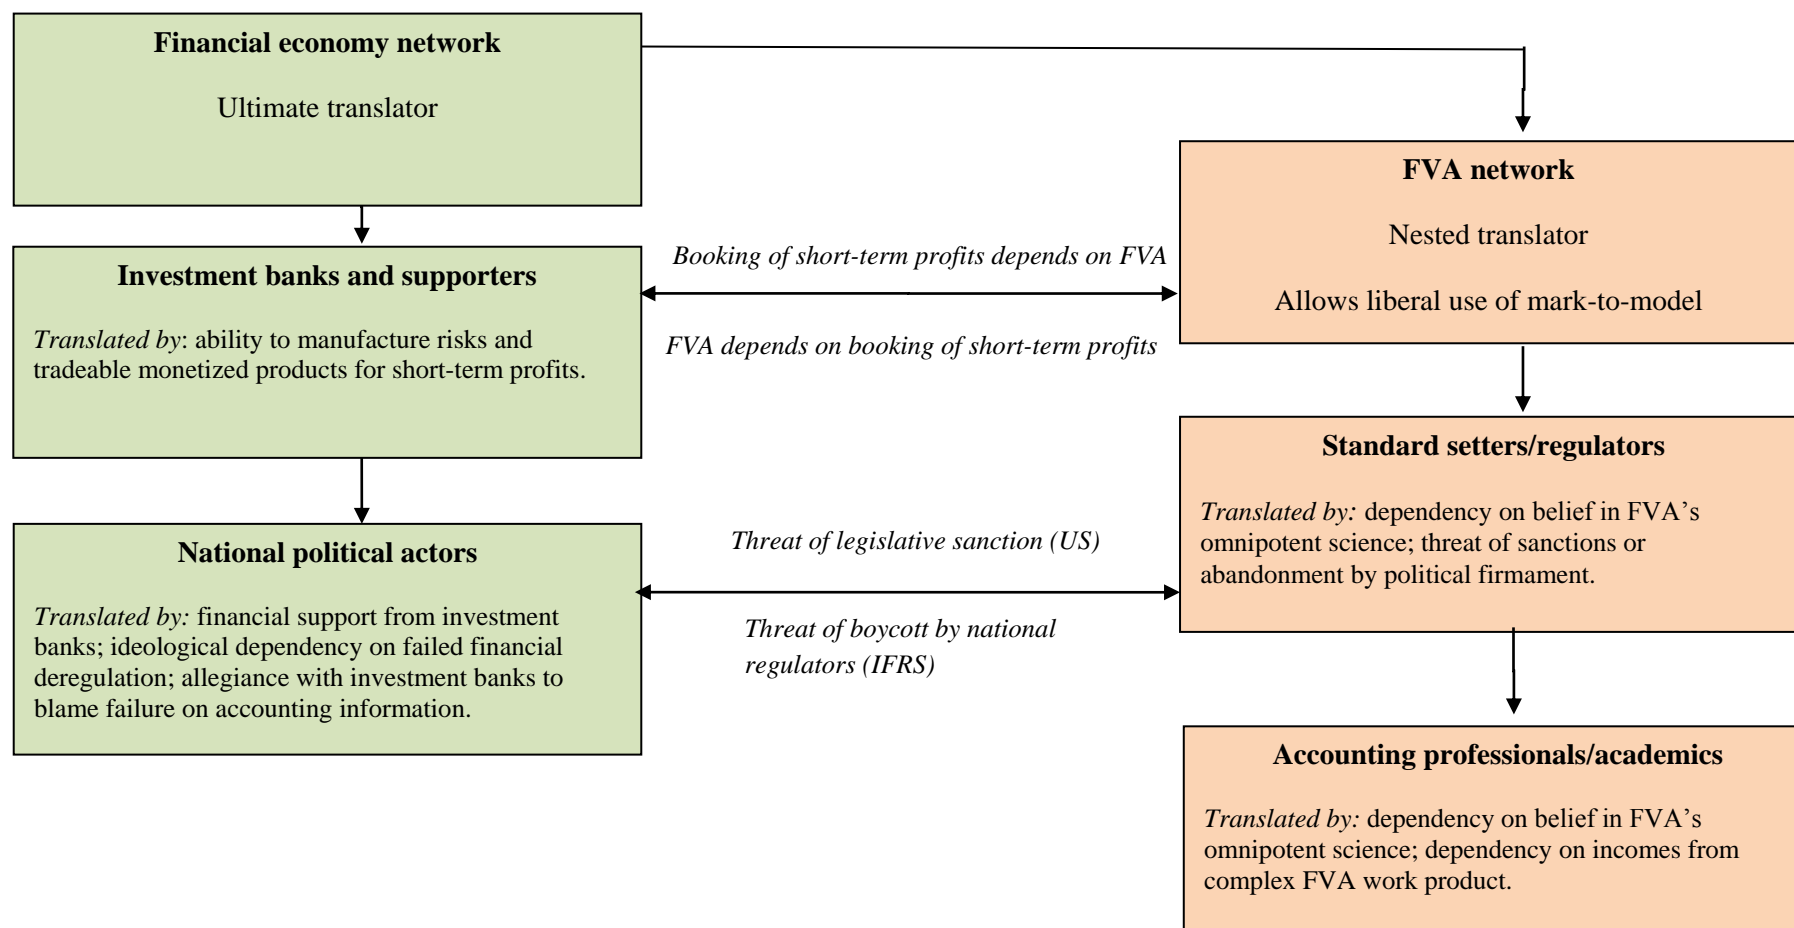 Financial economy network
Ultimate translator
FVA network
Nested translator
Allows liberal use of mark-to-model
Investment banks and supporters
Translated by: ability to manufacture risks and
tradeable monetized products for short-term profits.
Booking of short-term profits depends on FVA
FVA depends on booking of short-term profits
Standard setters/regulators
Translated by: dependency on belief in FVA’s
omnipotent science; threat of sanctions or
abandonment by political firmament.
National political actors
Translated by: financial support from investment
banks; ideological dependency on failed financial
deregulation; allegiance with investment banks to
blame failure on accounting information.
Threat of legislative sanction (US)
Threat of boycott by national
regulators (IFRS)
Accounting professionals/academics
Translated by: dependency on belief in FVA’s
omnipotent science; dependency on incomes from
complex FVA work product.